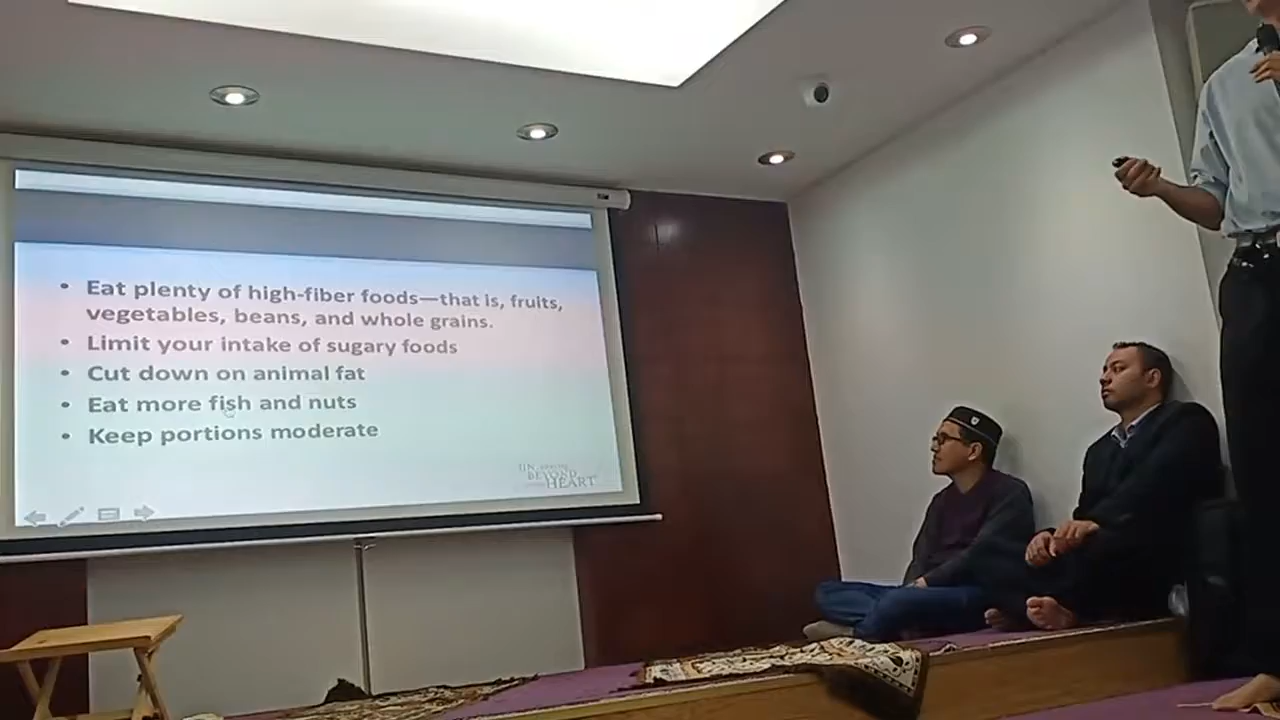 • Eat plenty of high-fiber foods—that is, fruits,
vegetables, beans, and whole grains.
• Limit your intake of sugary foods
• Cut down on animal fat
• Eat more fish and nuts
• Keep portions moderate
BEYOND
HEART